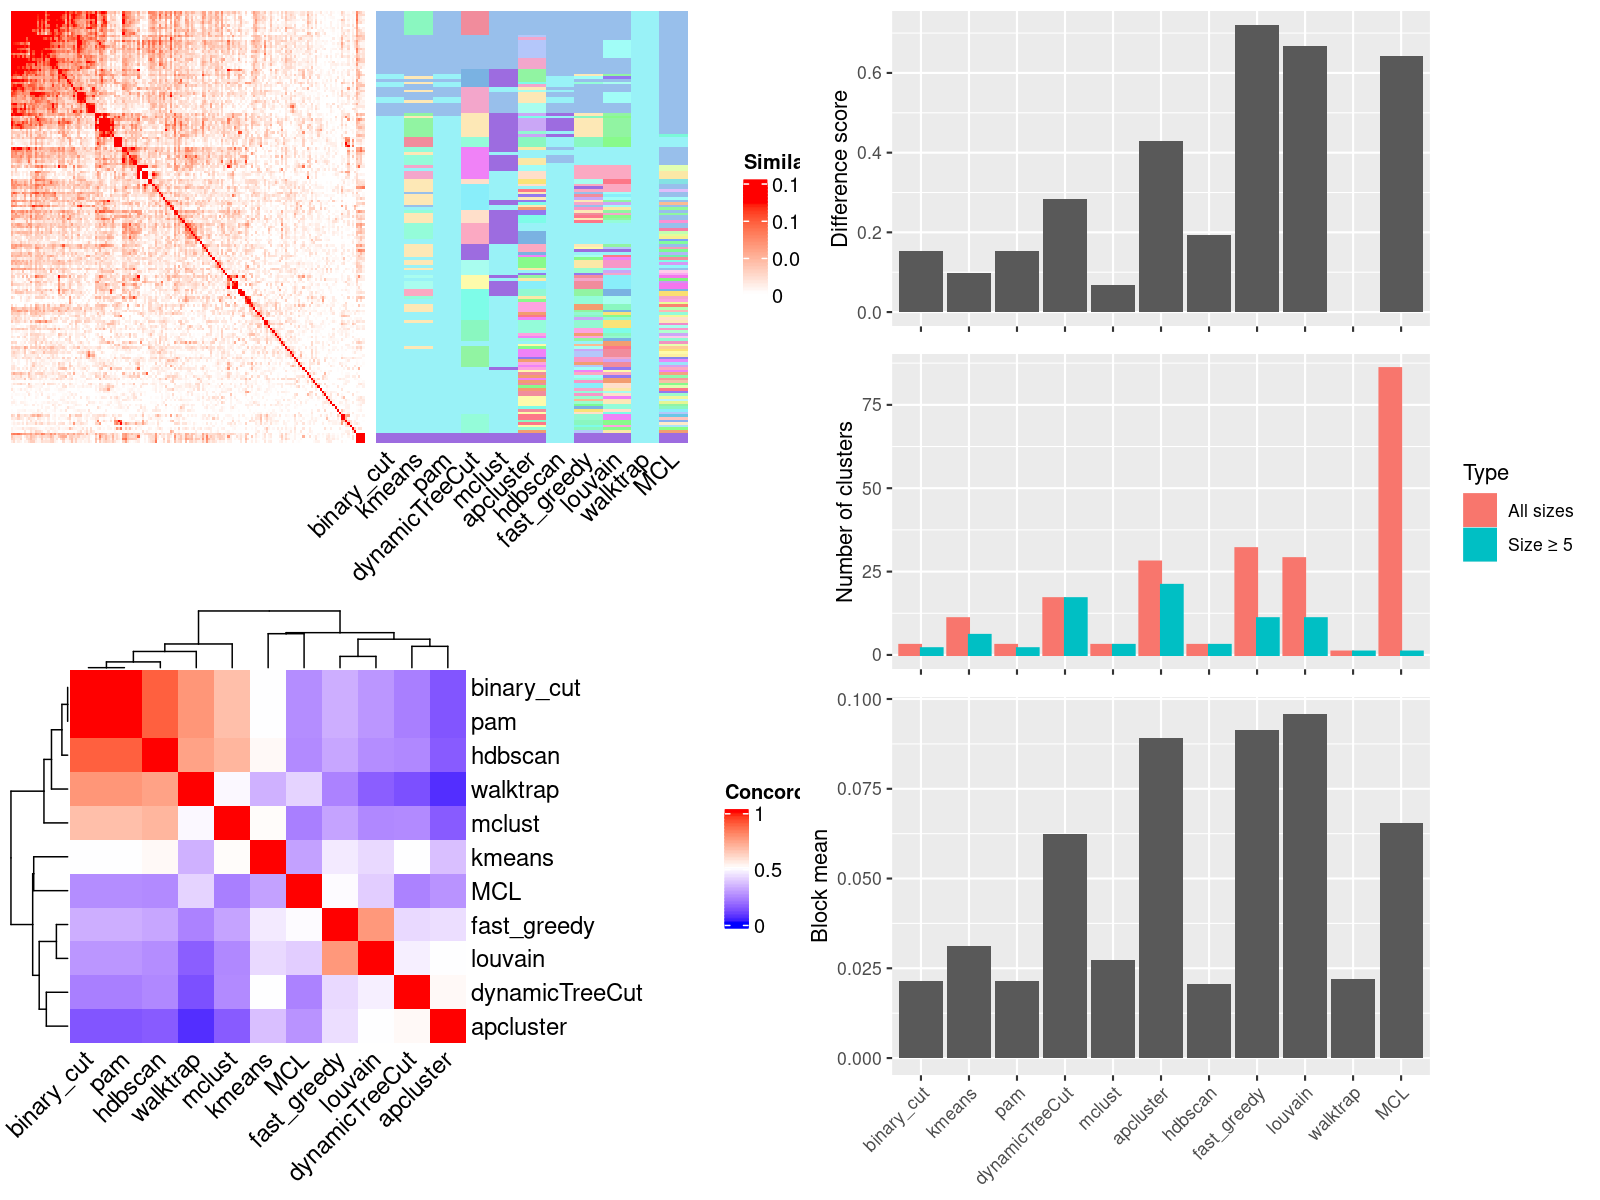 Simila
0.1
0.1
0.0
0
binary_cut
kmeans
pam
dynamicTreeCut
mclust
apcluster
hdbscan
fast_greedy
louvain
walktrap
MCL
binary_cut
pam
hdbscan
walktrap
mclust
kmeans
MCL
fast_greedy
louvain
dynamicTreeCut
apcluster
binary_cut
pam
hdbscan
walktrap
mclust
kmeans
MCL
fast_greedy
louvain
dynamicTreeCut
apcluster
Concord
1
0.5
0
Difference score
0.6
0.4
0.2
0.0
Number of clusters
75
50
25
0
Type
All sizes
Size ≥ 5
Block mean
0.100
0.075
0.050
0.025
0.000
binary_cut
kmeans
pam
dynamicTreeCut
mclust
apcluster
hdbscan
fast_greedy
louvain
walktrap
MCL